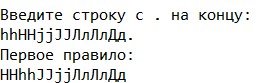 Введите строку с . на концу:
hhHHjjJJЛлЛлДд.
Первое правило:
HHhhJJjjЛлЛлДд